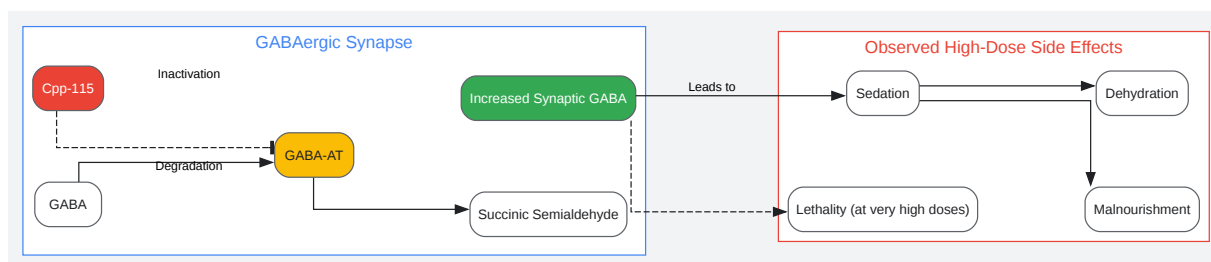 GABAergic Synapse
Cpp-115
Inactivation
Increased Synaptic GABA
GABA-AT
Degradation
GABA
Succinic Semialdehyde
Leads to
Observed High-Dose Side Effects
Sedation
Dehydration
Lethality (at very high doses)
Malnourishment